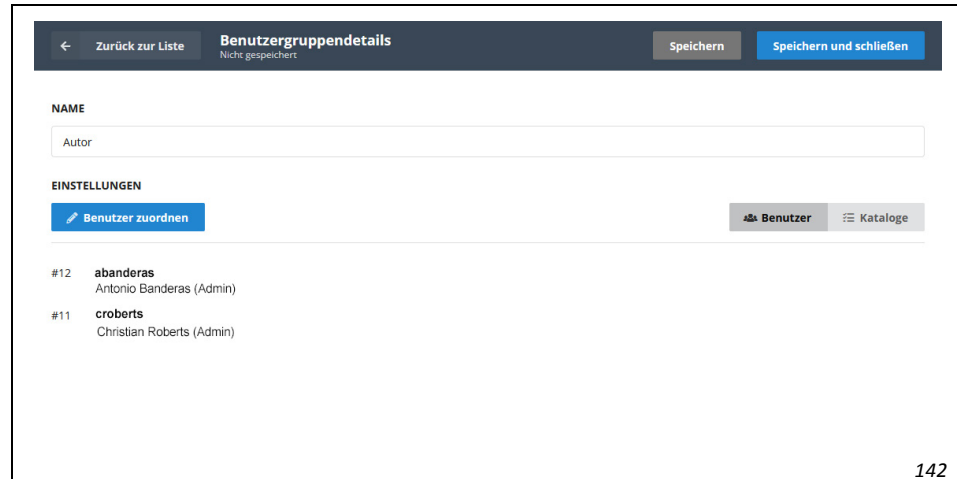 Zurück zur Liste
Benutzergruppendetails
Nicht gespeichert
Speichern
Speichern und schließen
NAME
Autor
EINSTELLUNGEN
Benutzer zuordnen
Benutzer
Kataloge
#12 abanderas
Antonio Banderas (Admin)
#11 croberts
Christian Roberts (Admin)
142